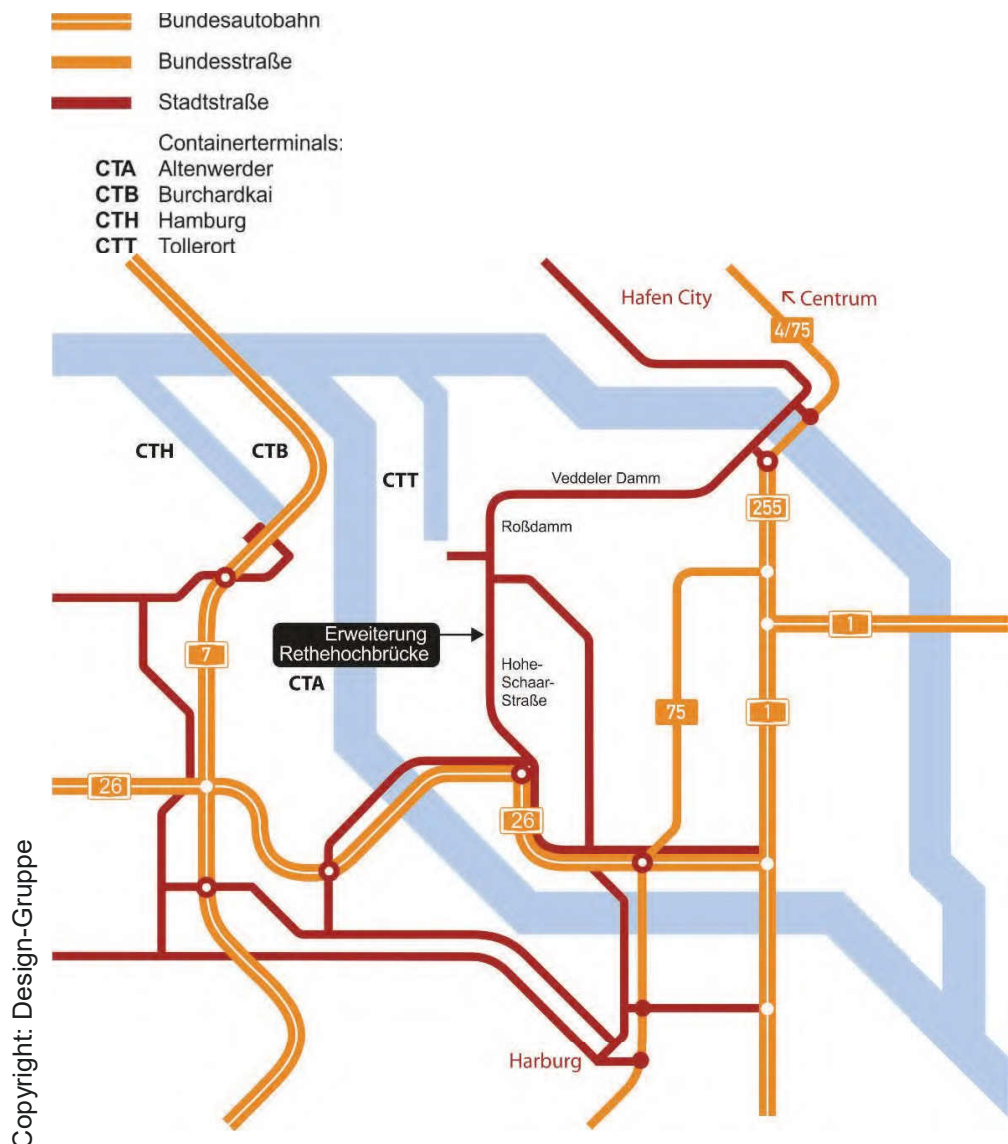 Bundesautobahn
Bundesstraße
Stadtstraße
Containerterminals:
CTA Altenwerder
CTB Burchardkai
CTH Hamburg
CTT Tollerort
Hafen City
↖ Centrum
4/75
CTH
CTB
CTT
Veddeler Damm
255
Roßdamm
1
Erweiterung
Rethehochbrücke
7
CTA
Hohe-
Schaar-
Straße
75
1
26
26
Harburg
Copyright: Design-Gruppe